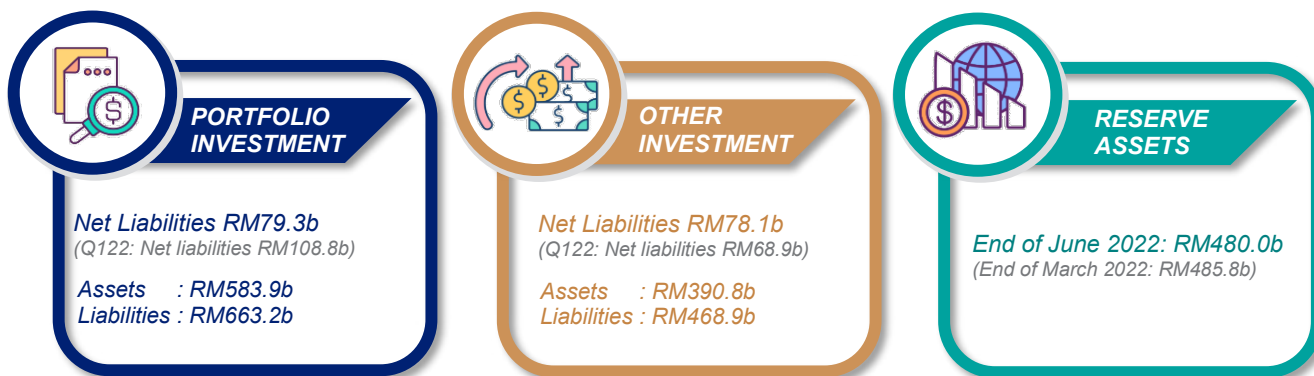 PORTFOLIO
INVESTMENT
Net Liabilities RM79.3b
(Q122: Net liabilities RM108.8b)
Assets : RM583.9b
Liabilities : RM663.2b
OTHER
INVESTMENT
Net Liabilities RM78.1b
(Q122: Net liabilities RM68.9b)
Assets : RM390.8b
Liabilities : RM468.9b
RESERVE
ASSETS
End of June 2022: RM480.0b
(End of March 2022: RM485.8b)